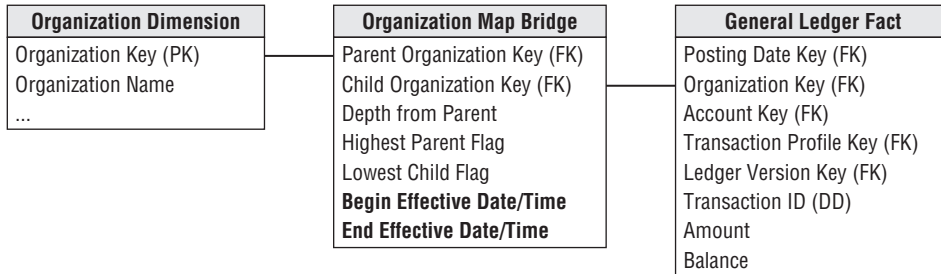 Organization Dimension
Organization Key (PK)
Organization Name
...
Organization Map Bridge
Parent Organization Key (FK)
Child Organization Key (FK)
Depth from Parent
Highest Parent Flag
Lowest Child Flag
Begin Effective Date/Time
End Effective Date/Time
General Ledger Fact
Posting Date Key (FK)
Organization Key (FK)
Account Key (FK)
Transaction Profile Key (FK)
Ledger Version Key (FK)
Transaction ID (DD)
Amount
Balance